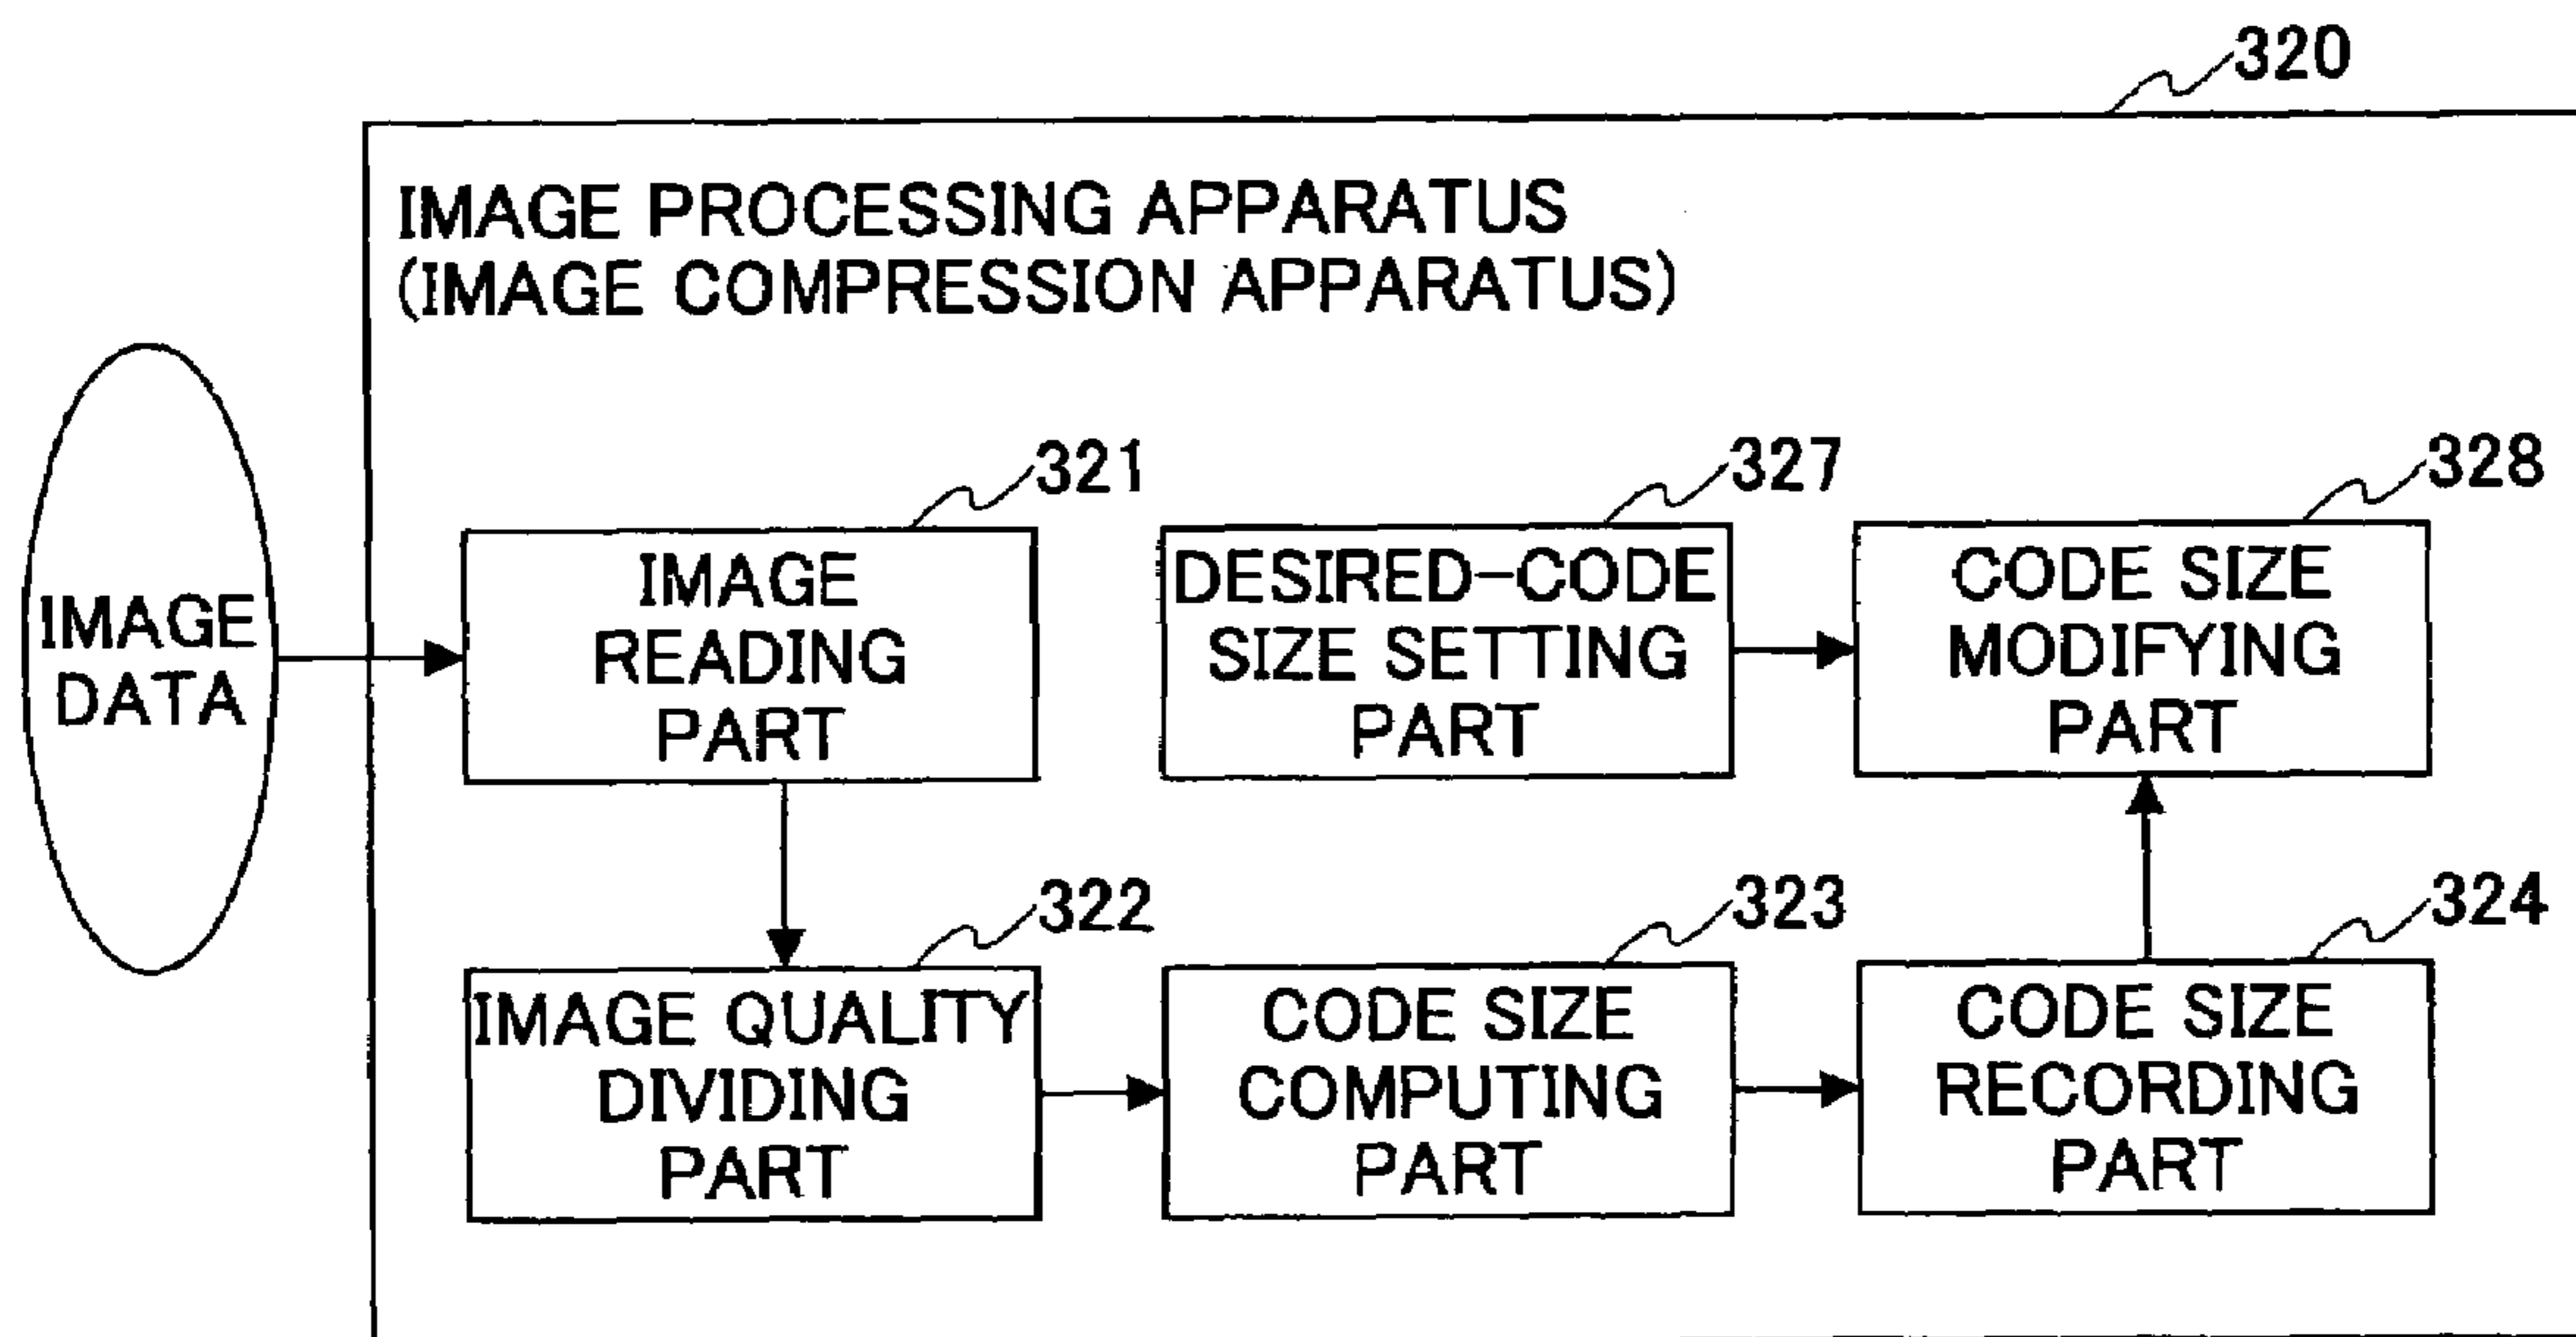 320
IMAGE PROCESSING APPARATUS
(IMAGE COMPRESSION APPARATUS)
IMAGE
DATA
321
IMAGE
READING
PART
327
DESIRED-CODE
SIZE SETTING
PART
328
CODE SIZE
MODIFYING
PART
322
IMAGE QUALITY
DIVIDING
PART
323
CODE SIZE
COMPUTING
PART
324
CODE SIZE
RECORDING
PART